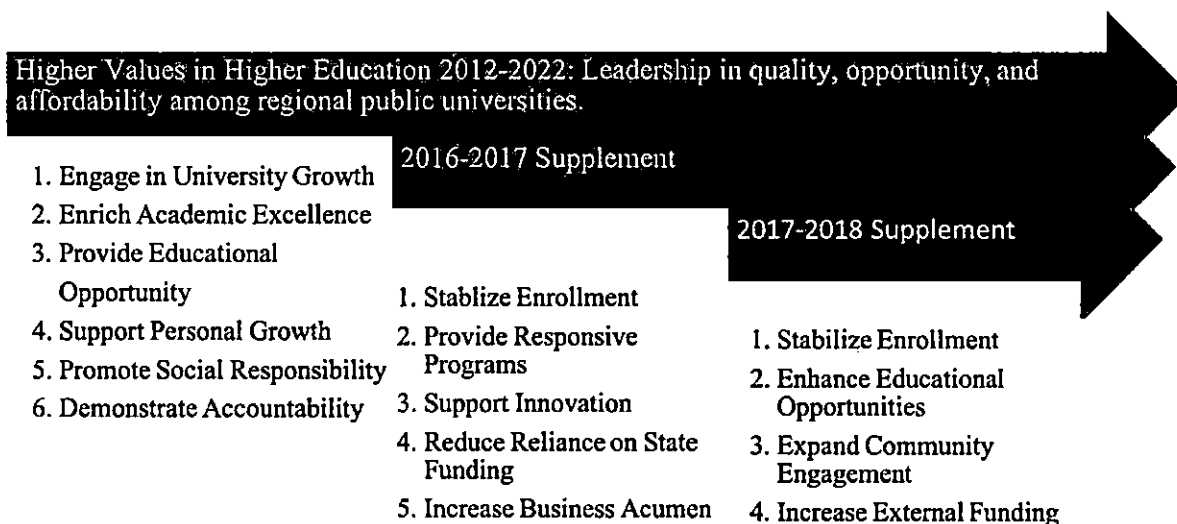 Higher Values in Higher Education 2012-2022: Leadership in quality, opportunity, and
affordability among regional public universities.
1. Engage in University Growth
2. Enrich Academic Excellence
3. Provide Educational
Opportunity
4. Support Personal Growth
5. Promote Social Responsibility
6. Demonstrate Accountability
2016-2017 Supplement
1. Stablize Enrollment
2. Provide Responsive
Programs
3. Support Innovation
4. Reduce Reliance on State
Funding
5. Increase Business Acumen
2017-2018 Supplement
1. Stabilize Enrollment
2. Enhance Educational
Opportunities
3. Expand Community
Engagement
4. Increase External Funding